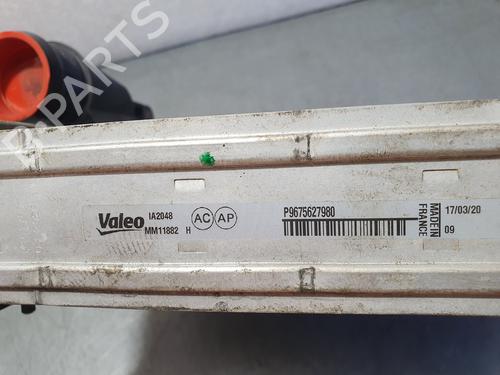 B-PARTS
Valeo
IA2048
MM11882 H
AC AP
P9675627980
MADE IN
FRANCE
17/03/20
09